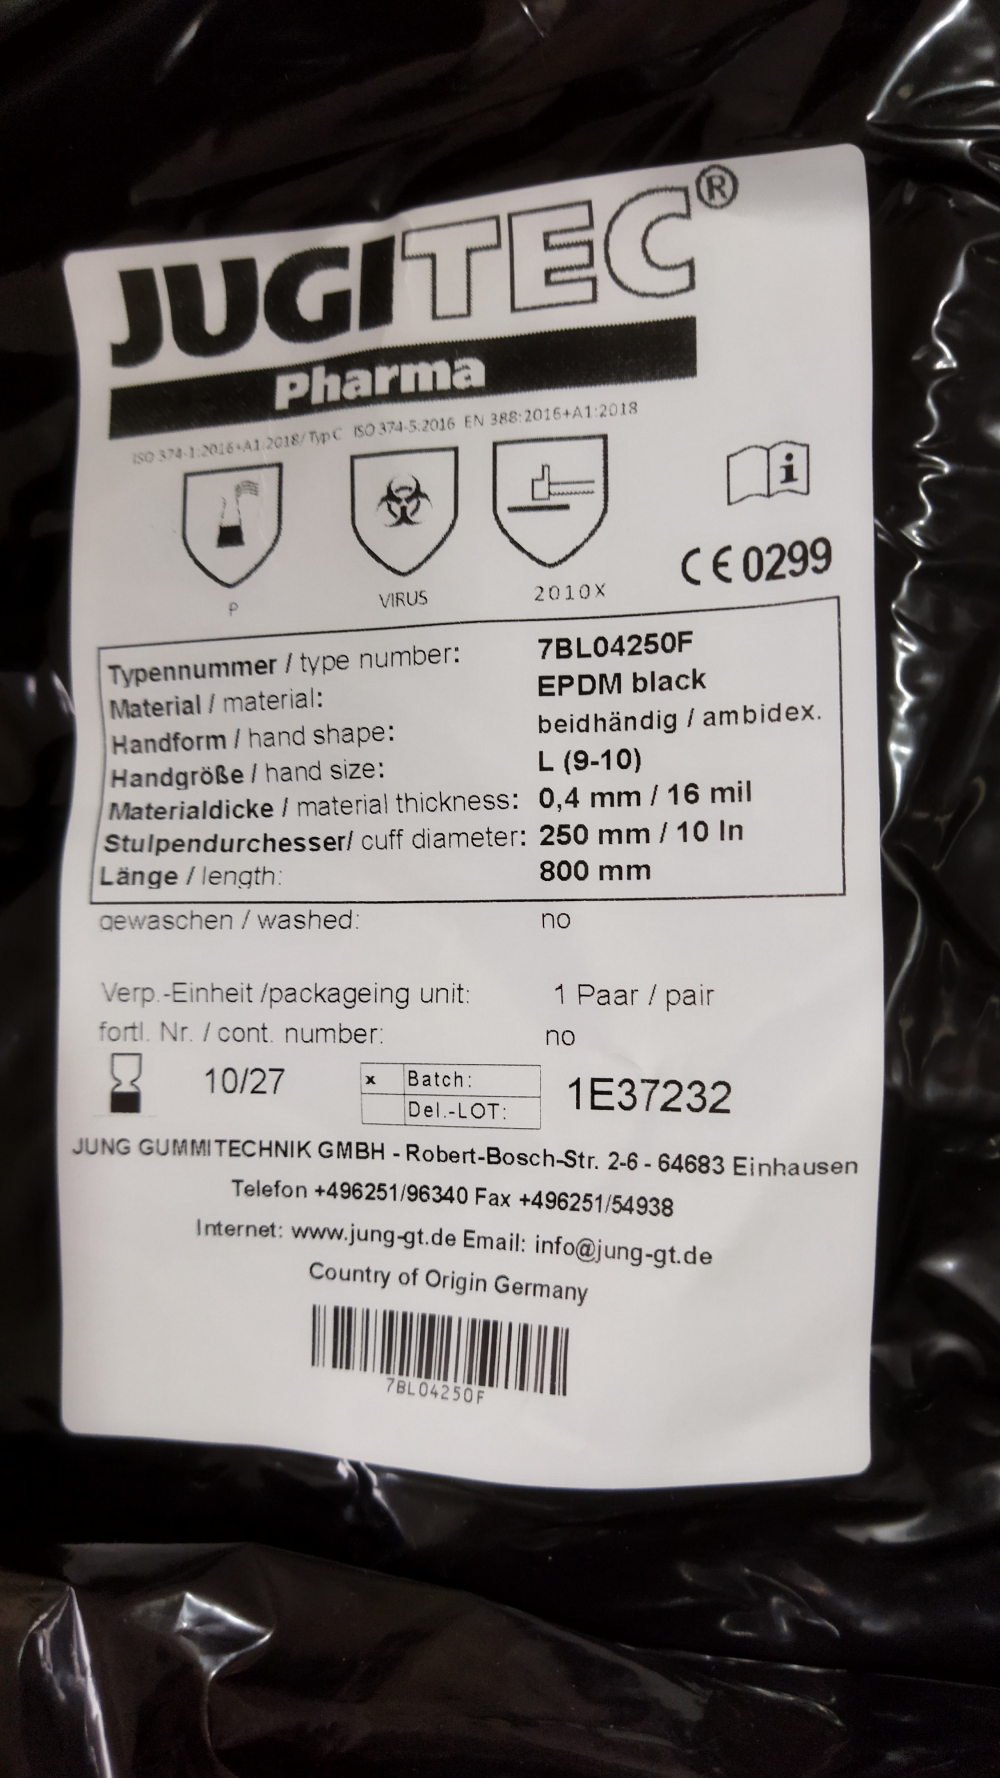 JUGITEC®
Pharma
ISO 374-1:2016+A1:2018/Typ C ISO 374-5:2016 EN 388:2016+A1:2018
P VIRUS 2010X
i
CE 0299
Typennummer / type number: 7BL04250F
Material / material: EPDM black
Handform / hand shape: beidhändig / ambidex.
Handgröße / hand size: L (9-10)
Materialdicke / material thickness: 0,4 mm / 16 mil
Stulpendurchesser/ cuff diameter: 250 mm / 10 In
Länge / length: 800 mm
gewaschen / washed: no
Verp.-Einheit /packageing unit: 1 Paar / pair
fortl. Nr. / cont. number: no
10/27 x Batch: 1E37232
Del.-LOT:
JUNG GUMMITECHNIK GMBH - Robert-Bosch-Str. 2-6 - 64683 Einhausen
Telefon +496251/96340 Fax +496251/54938
Internet: www.jung-gt.de Email: info@jung-gt.de
Country of Origin Germany
7BL04250F